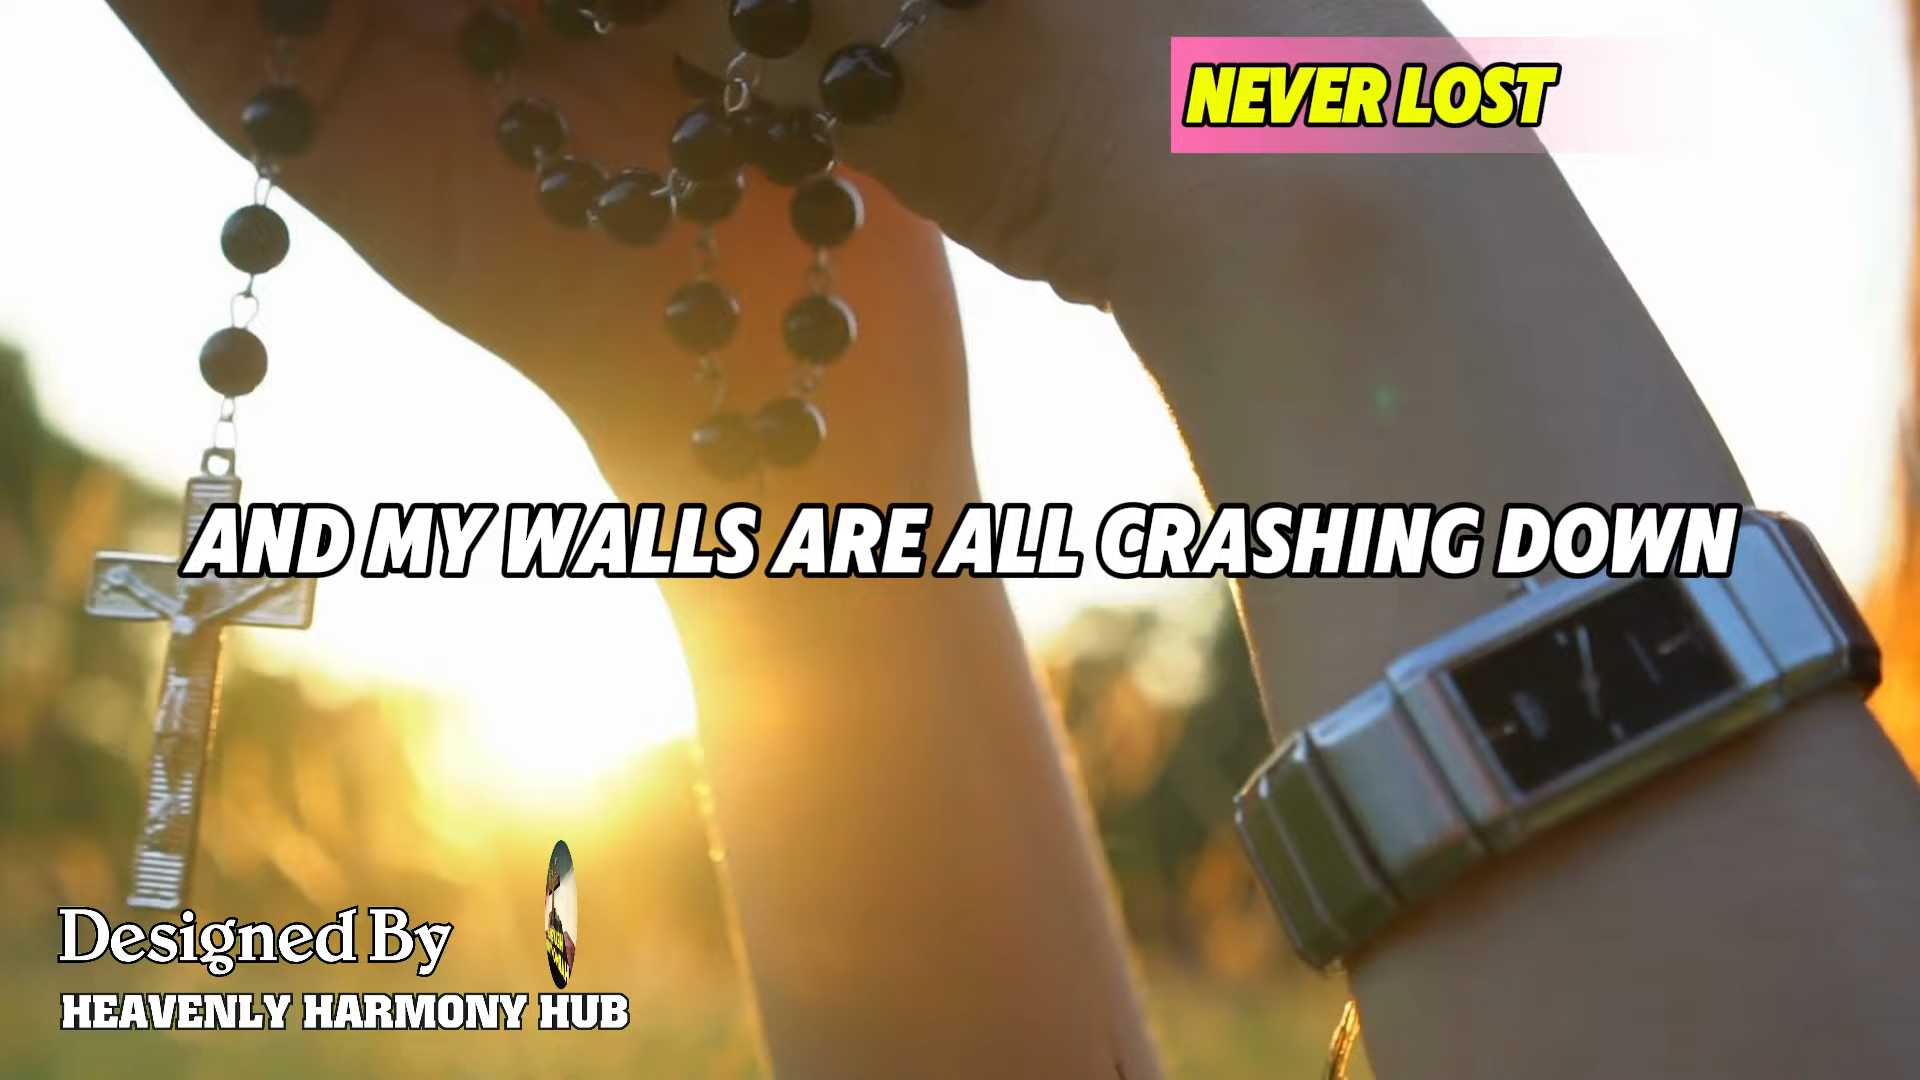 NEVER LOST
AND MY WALLS ARE ALL CRASHING DOWN
Designed By
HEAVENLY HARMONY HUB